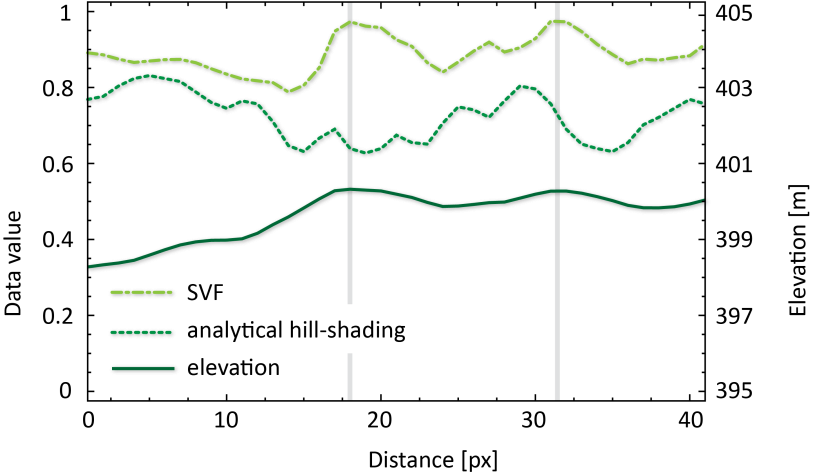 1
0.8
0.6
0.4
0.2
0
Data value
405
403
401
399
397
395
Elevation [m]
SVF
analytical hill-shading
elevation
0 10 20 30 40
Distance [px]